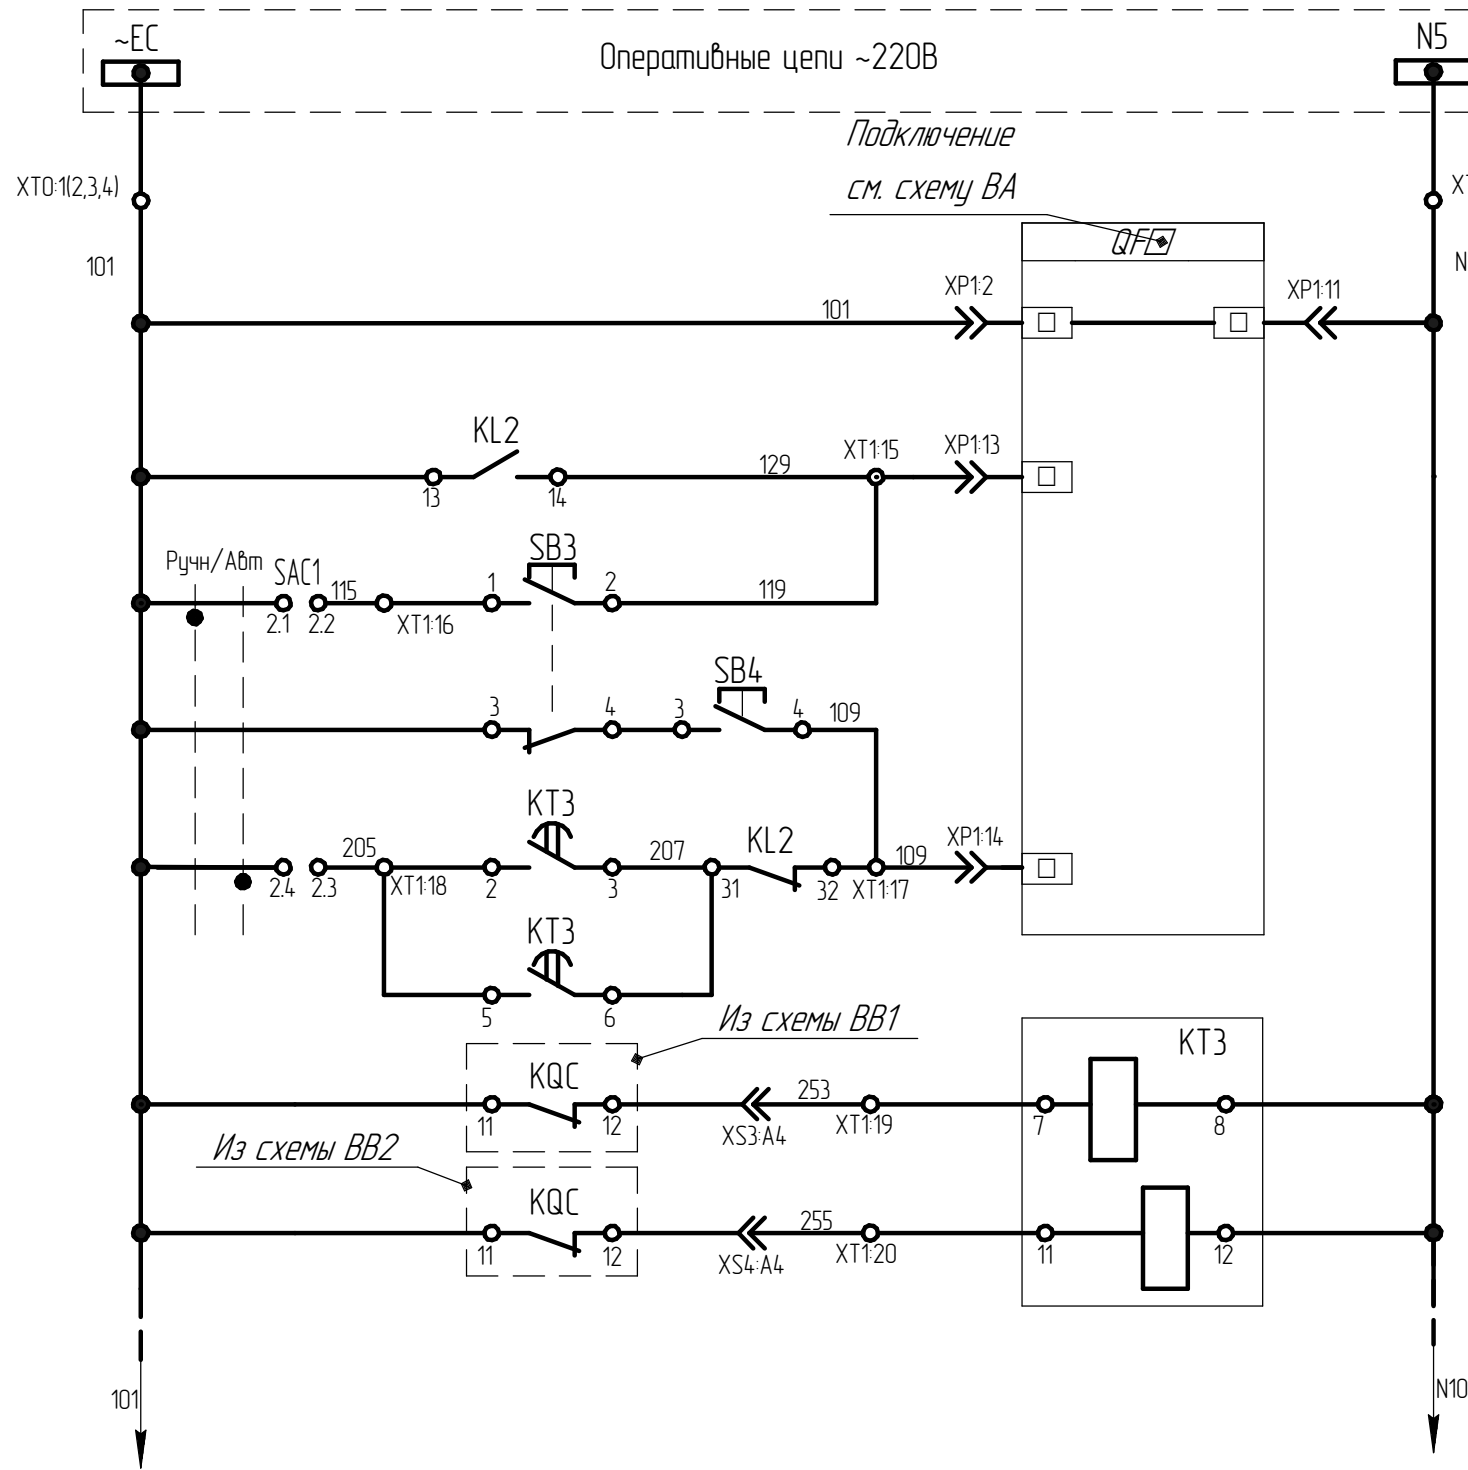 ~EC
Оперативные цепи ~220В
N5
Подключение
см. схему ВА
XT0:1(2,3,4)
XT
QF
101
N
XP1:2
XP1:11
101
KL2
XT1:15
XP1:13
129
13
14
Ручн/Авт
SAC1
SB3
115
1
2
119
2.1
2.2
XT1:16
SB4
3
4
3
4
109
KT3
KL2
XP1:14
205
207
109
2.4
2.3
XT1:18
2
3
31
32
XT1:17
KT3
5
6
Из схемы ВВ1
KQC
KT3
253
11
12
XS3:A4
XT1:19
7
8
Из схемы ВВ2
KQC
255
11
12
XS4:A4
XT1:20
11
12
101
N10